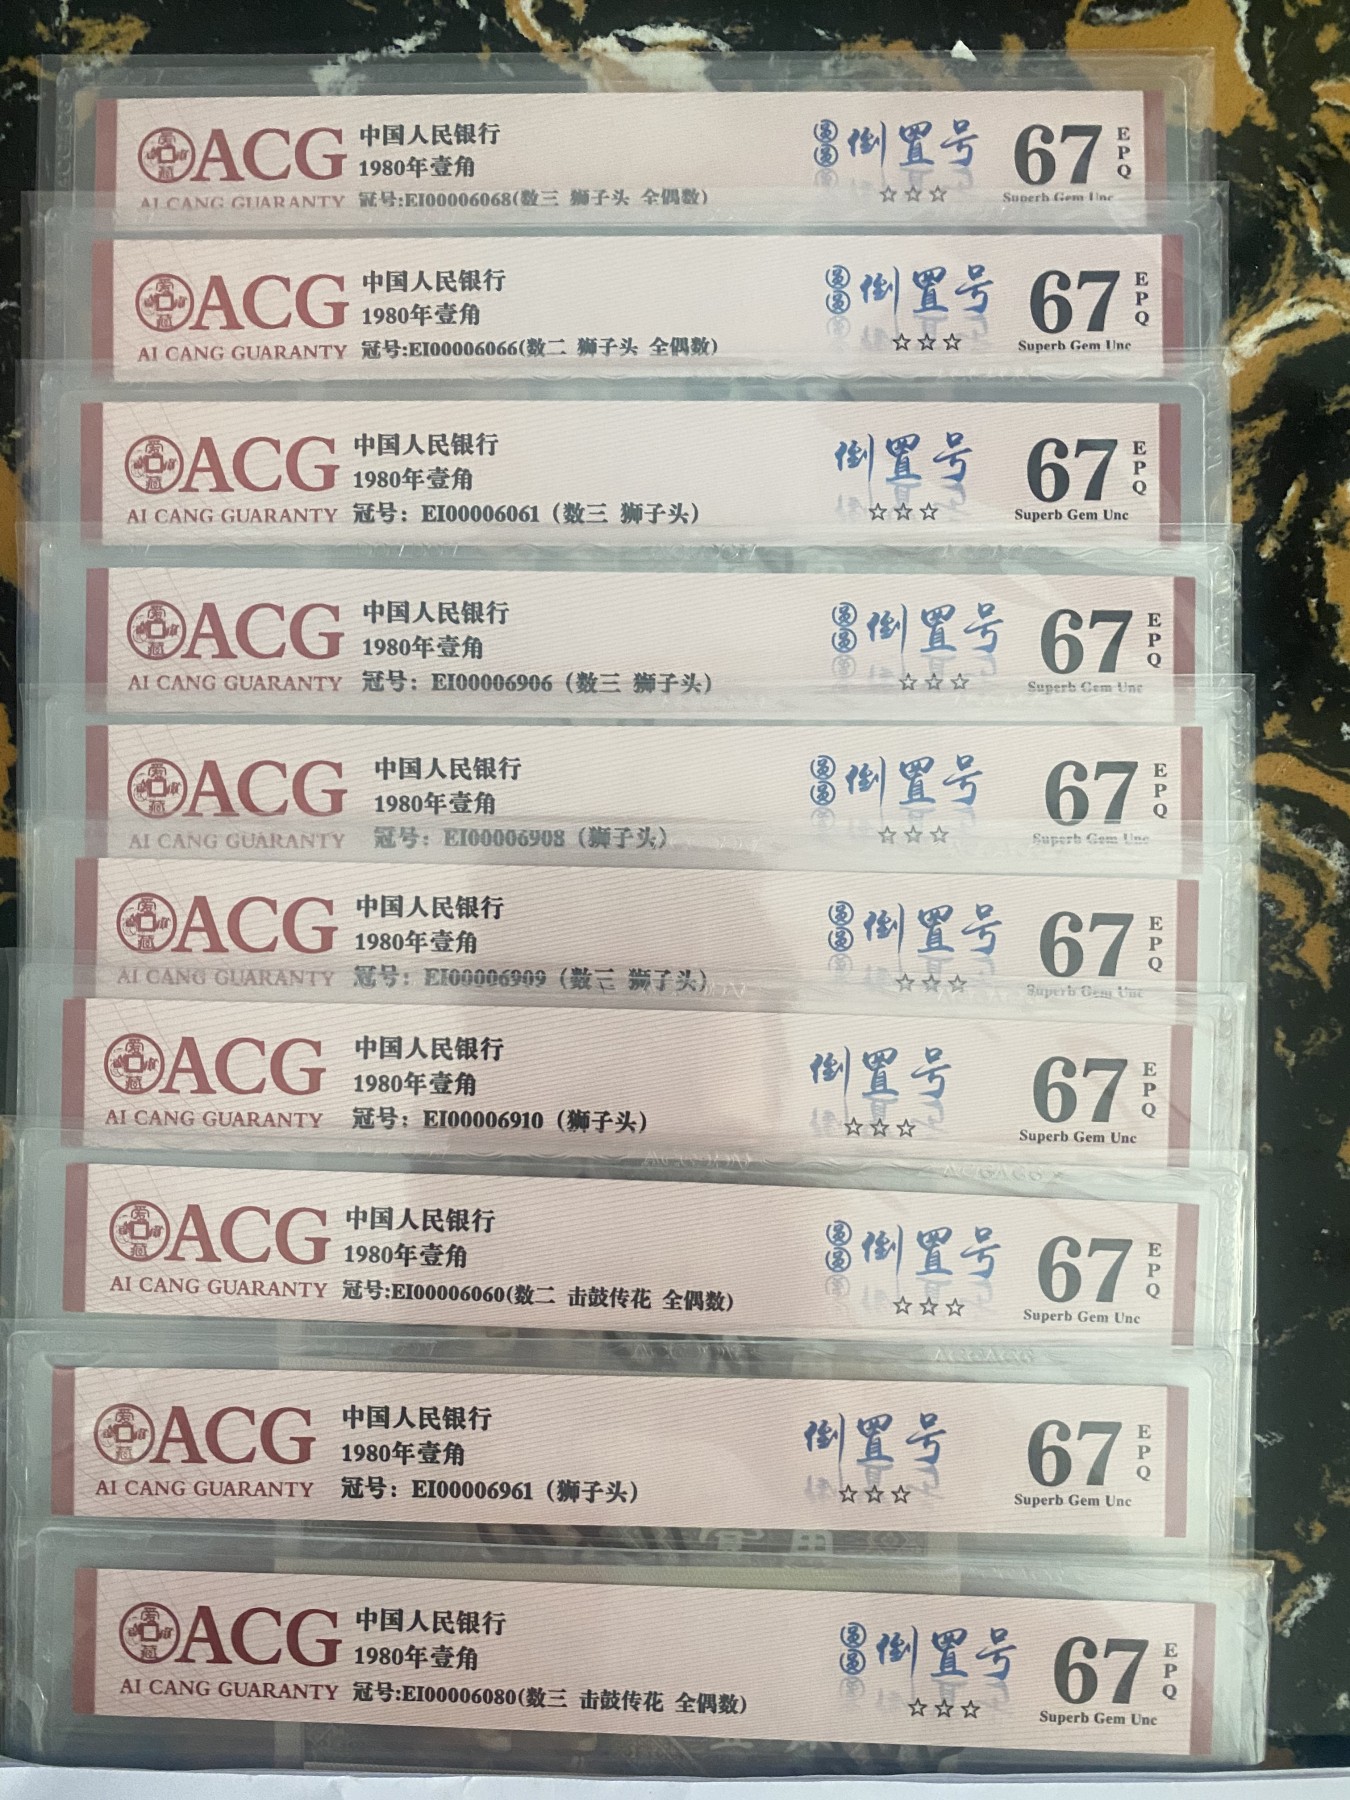 ACG
AI CANG GUARANTY
中国人民银行
1980年壹角
冠号:EI00006068(数三 狮子头 全偶数)
圆圆 倒置号
☆☆☆
67 EPQ
Superb Gem Unc
ACG
AI CANG GUARANTY
中国人民银行
1980年壹角
冠号:EI00006066(数二 狮子头 全偶数)
圆圆 倒置号
☆☆☆
67 EPQ
Superb Gem Unc
ACG
AI CANG GUARANTY
中国人民银行
1980年壹角
冠号：EI00006061（数三 狮子头）
倒置号
☆☆☆
67 EPQ
Superb Gem Unc
ACG
AI CANG GUARANTY
中国人民银行
1980年壹角
冠号：EI00006906（数三 狮子头）
圆圆 倒置号
☆☆☆
67 EPQ
Superb Gem Unc
ACG
AI CANG GUARANTY
中国人民银行
1980年壹角
冠号：EI00006908（狮子头）
圆圆 倒置号
☆☆☆
67 EPQ
Superb Gem Unc
ACG
AI CANG GUARANTY
中国人民银行
1980年壹角
冠号：EI00006909（数三 狮子头）
圆圆 倒置号
☆☆☆
67 EPQ
Superb Gem Unc
ACG
AI CANG GUARANTY
中国人民银行
1980年壹角
冠号：EI00006910（狮子头）
倒置号
☆☆☆
67 EPQ
Superb Gem Unc
ACG
AI CANG GUARANTY
中国人民银行
1980年壹角
冠号:EI00006060(数二 击鼓传花 全偶数)
圆圆 倒置号
☆☆☆
67 EPQ
Superb Gem Unc
ACG
AI CANG GUARANTY
中国人民银行
1980年壹角
冠号：EI00006961（狮子头）
倒置号
☆☆☆
67 EPQ
Superb Gem Unc
ACG
AI CANG GUARANTY
中国人民银行
1980年壹角
冠号:EI00006080(数三 击鼓传花 全偶数)
圆圆 倒置号
☆☆☆
67 EPQ
Superb Gem Unc